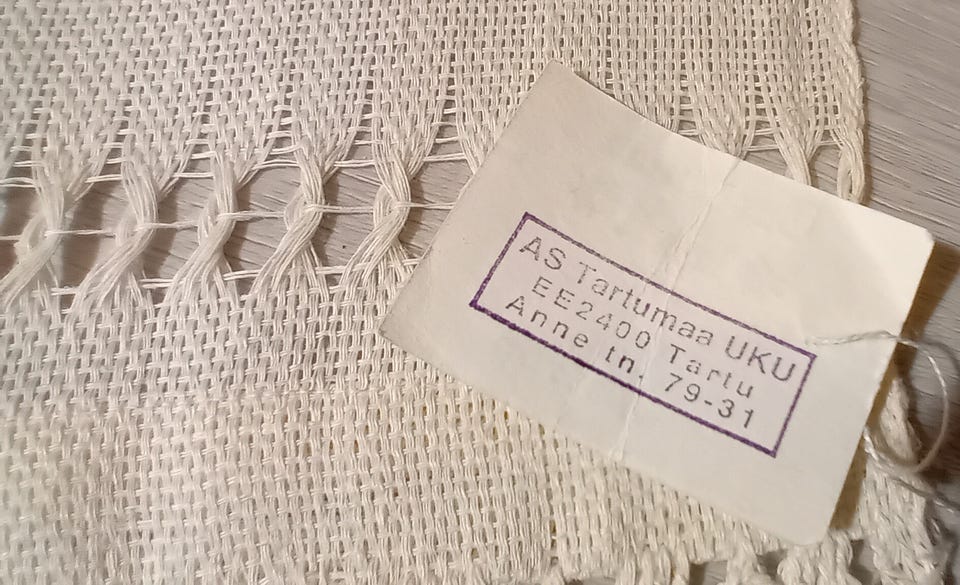 AS Tartumaa UKU
EE2400 Tartu
Anne tn. 79-31